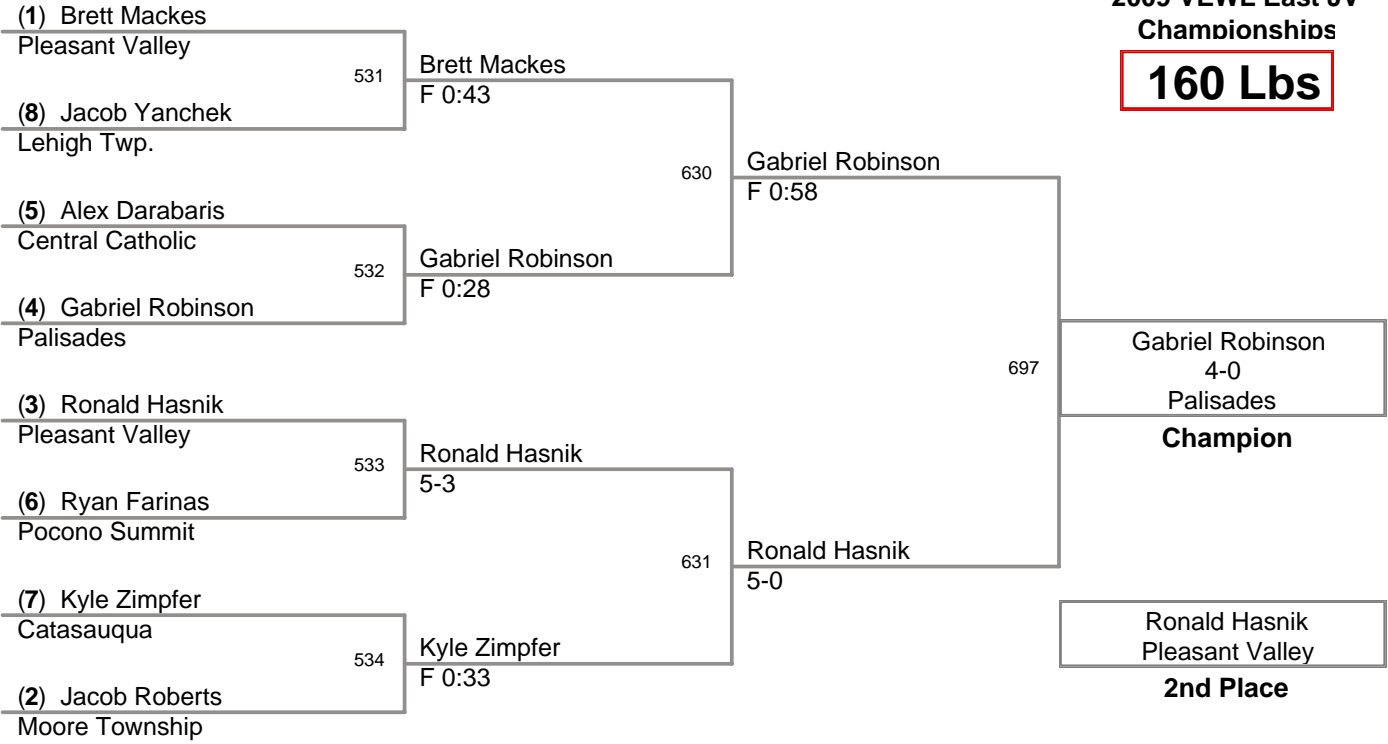 2009 VEWL East JV
Championships
160 Lbs
(1) Brett Mackes
Pleasant Valley
531
(8) Jacob Yanchek
Lehigh Twp.
Brett Mackes
F 0:43
(5) Alex Darabaris
Central Catholic
532
(4) Gabriel Robinson
Palisades
Gabriel Robinson
F 0:28
630
Gabriel Robinson
F 0:58
(3) Ronald Hasnik
Pleasant Valley
533
(6) Ryan Farinas
Pocono Summit
Ronald Hasnik
5-3
(7) Kyle Zimpfer
Catasauqua
534
(2) Jacob Roberts
Moore Township
Kyle Zimpfer
F 0:33
631
Ronald Hasnik
5-0
697
Gabriel Robinson
4-0
Palisades
Champion
Ronald Hasnik
Pleasant Valley
2nd Place